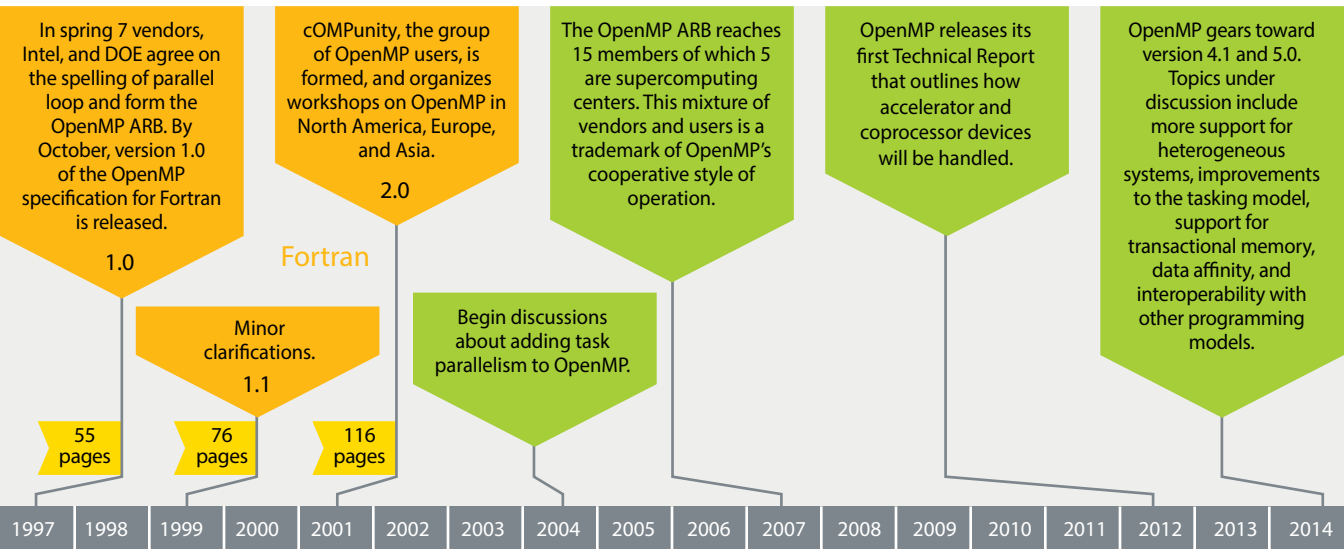 In spring 7 vendors,
Intel, and DOE agree on
the spelling of parallel
loop and form the
OpenMP ARB. By
October, version 1.0
of the OpenMP
specification for Fortran
is released.
1.0
cOMPunity, the group
of OpenMP users, is
formed, and organizes
workshops on OpenMP in
North America, Europe,
and Asia.
2.0
The OpenMP ARB reaches
15 members of which 5
are supercomputing
centers. This mixture of
vendors and users is a
trademark of OpenMP’s
cooperative style of
operation.
OpenMP releases its
first Technical Report
that outlines how
accelerator and
coprocessor devices
will be handled.
OpenMP gears toward
version 4.1 and 5.0.
Topics under
discussion include
more support for
heterogeneous
systems, improvements
to the tasking model,
support for
transactional memory,
data affinity, and
interoperability with
other programming
models.
Fortran
Minor
clarifications.
1.1
Begin discussions
about adding task
parallelism to OpenMP.
55
pages
76
pages
116
pages
1997 1998 1999 2000 2001 2002 2003 2004 2005 2006 2007 2008 2009 2010 2011 2012 2013 2014